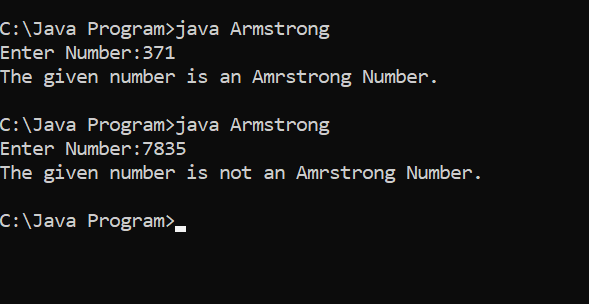 C:\Java Program>java Armstrong
Enter Number:371
The given number is an Amrstrong Number.
C:\Java Program>java Armstrong
Enter Number:7835
The given number is not an Amrstrong Number.
C:\Java Program>